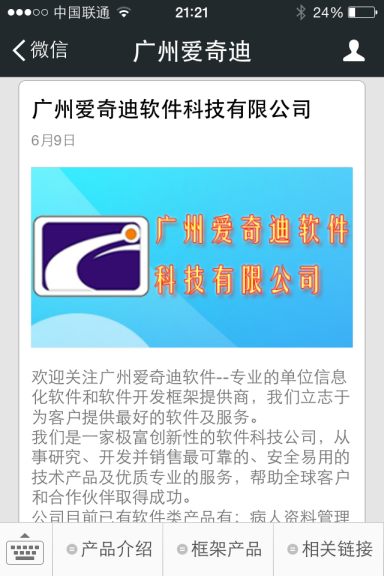 中国联通 21:21 24%
微信 广州爱奇迪
广州爱奇迪软件科技有限公司
6月9日
广州爱奇迪软件
科技有限公司
欢迎关注广州爱奇迪软件--专业的单位信息
化软件和软件开发框架提供商，我们立志于
为客户提供最好的软件及服务。
我们是一家极富创新性的软件科技公司，从
事研究、开发并销售最可靠的、安全易用的
技术产品及优质专业的服务，帮助全球客户
和合作伙伴取得成功。
公司目前已有软件类产品有：病人资料管理
产品介绍 框架产品 相关链接